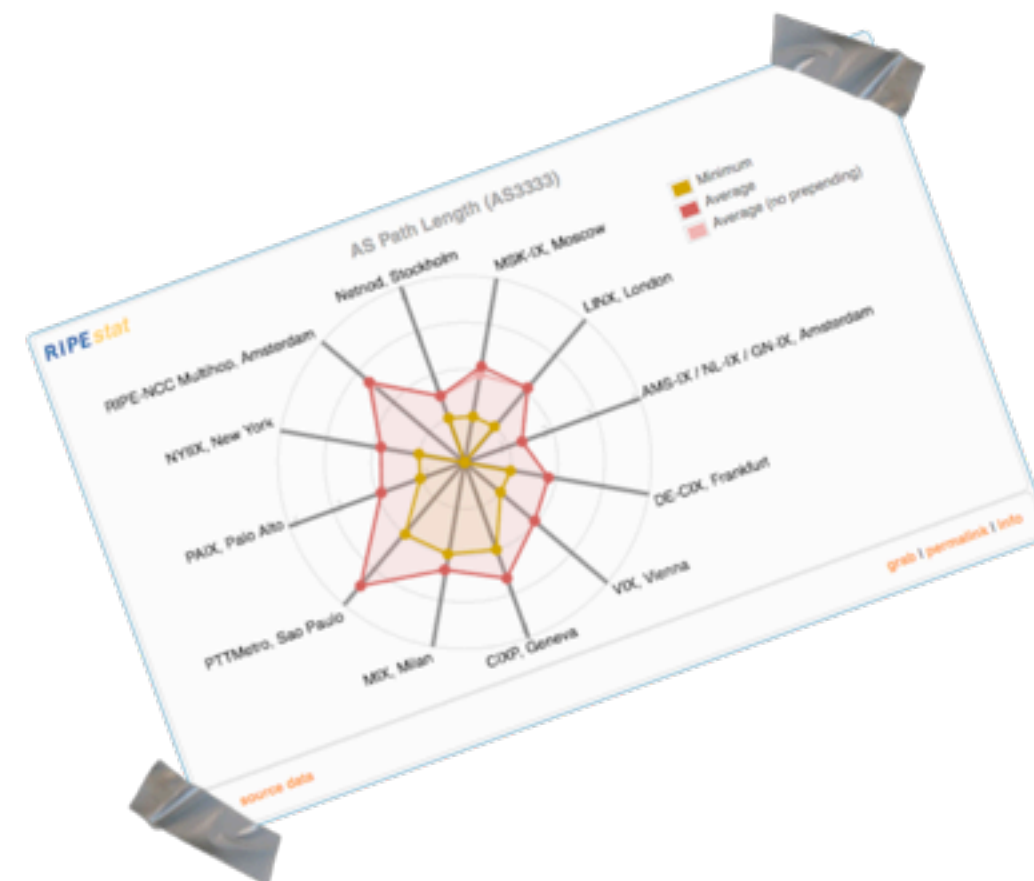 RIPEstat
AS Path Length (AS3333)
Minimum
Average
Average (no prepending)
Netnod, Stockholm
MSK-IX, Moscow
LINX, London
AMS-IX / NL-IX / GN-IX, Amsterdam
DE-CIX, Frankfurt
VIX, Vienna
CIXP, Geneva
MIX, Milan
PTTMetro, Sao Paulo
PAIX, Palo Alto
NYIIX, New York
RIPE-NCC Multihop, Amsterdam
source data
grab | permalink | info